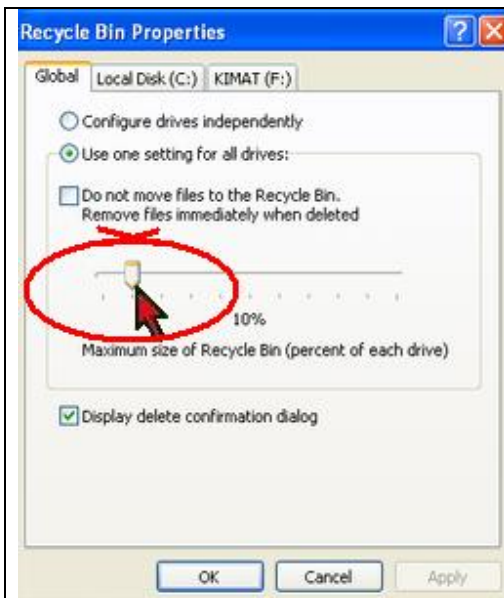 Recycle Bin Properties
Global Local Disk (C:) KIMAT (F:)
Configure drives independently
Use one setting for all drives:
Do not move files to the Recycle Bin.
Remove files immediately when deleted
10%
Maximum size of Recycle Bin (percent of each drive)
Display delete confirmation dialog
OK Cancel Apply